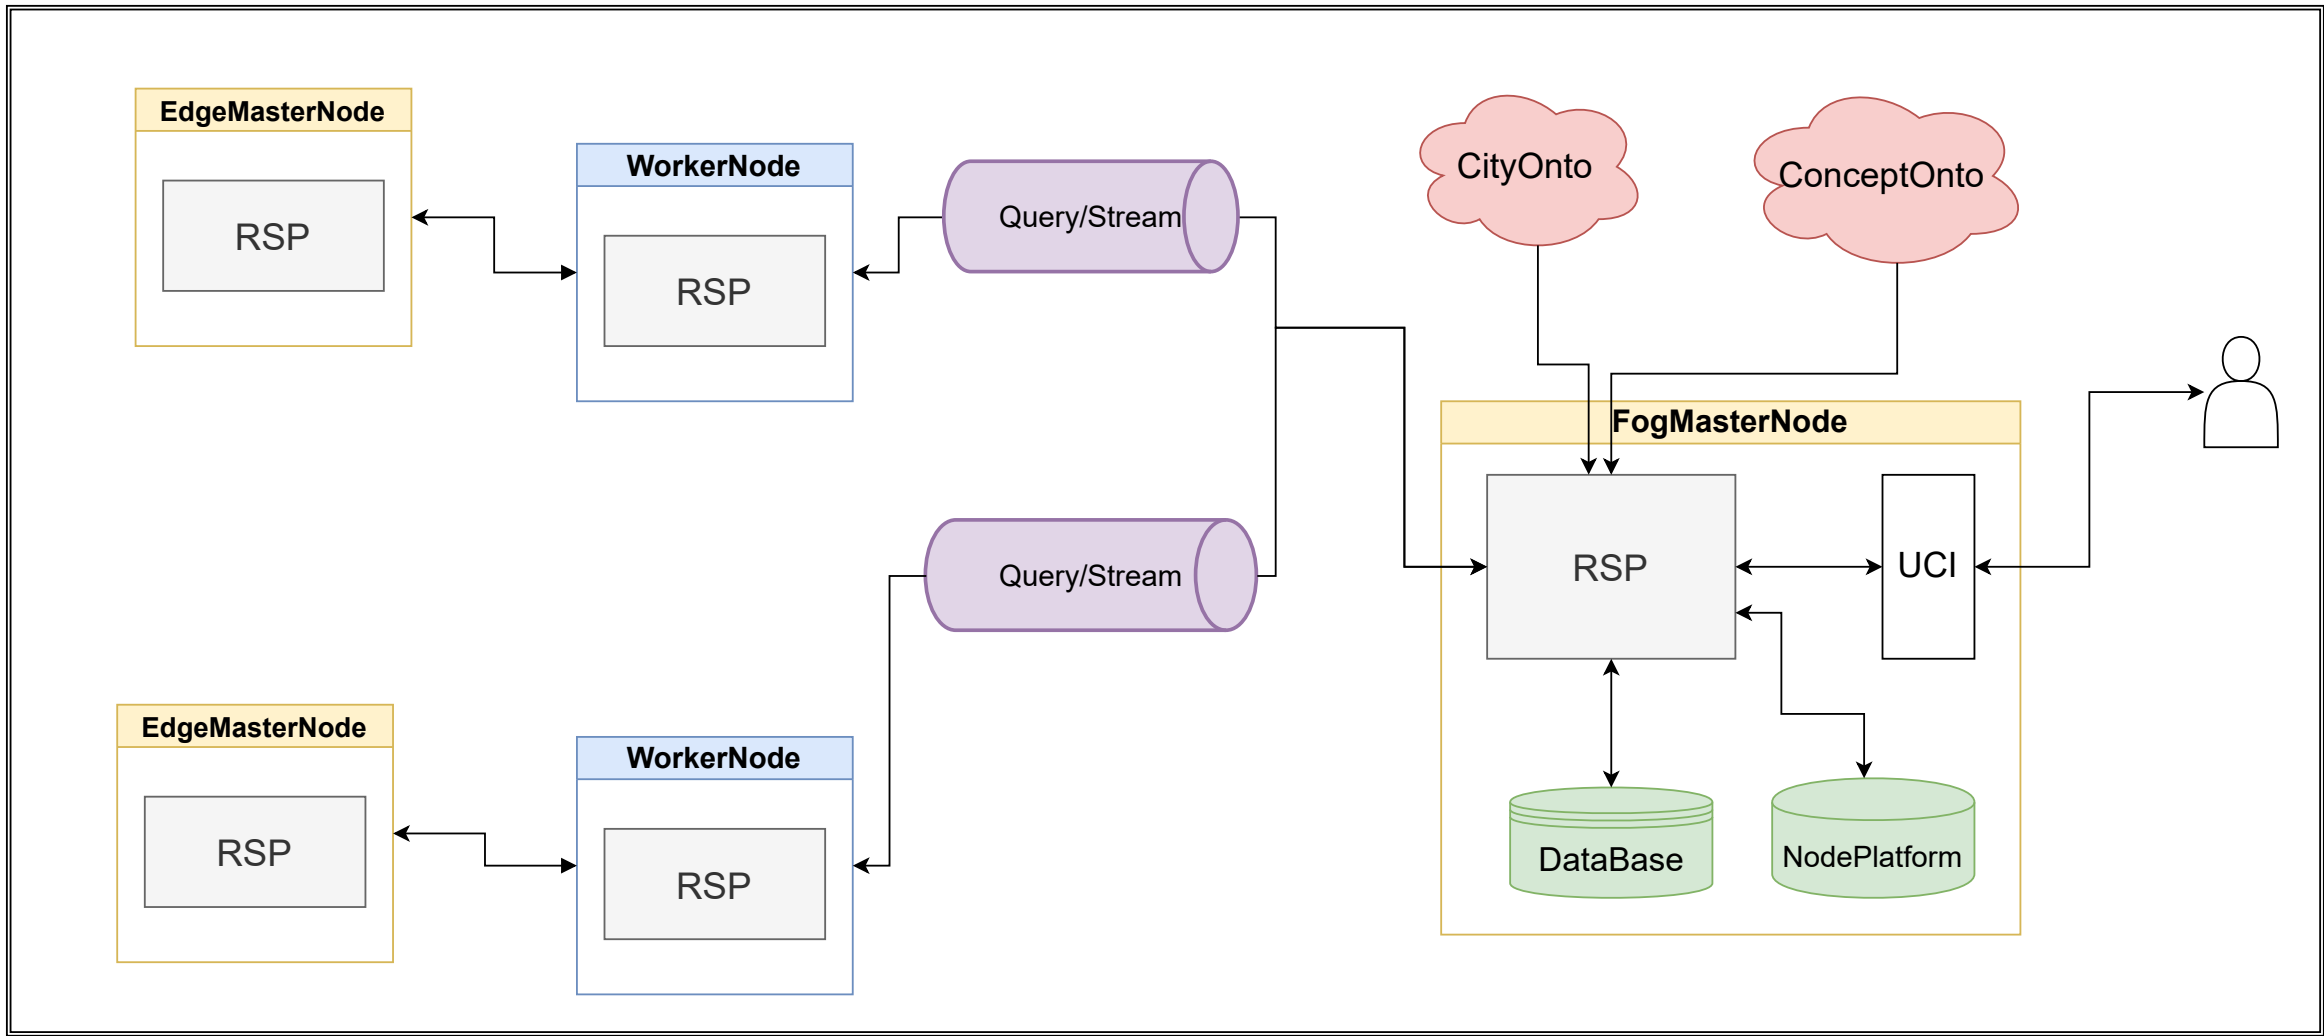 EdgeMasterNode
RSP
WorkerNode
RSP
Query/Stream
CityOnto
ConceptOnto
FogMasterNode
RSP
UCI
DataBase
NodePlatform
Query/Stream
EdgeMasterNode
RSP
WorkerNode
RSP